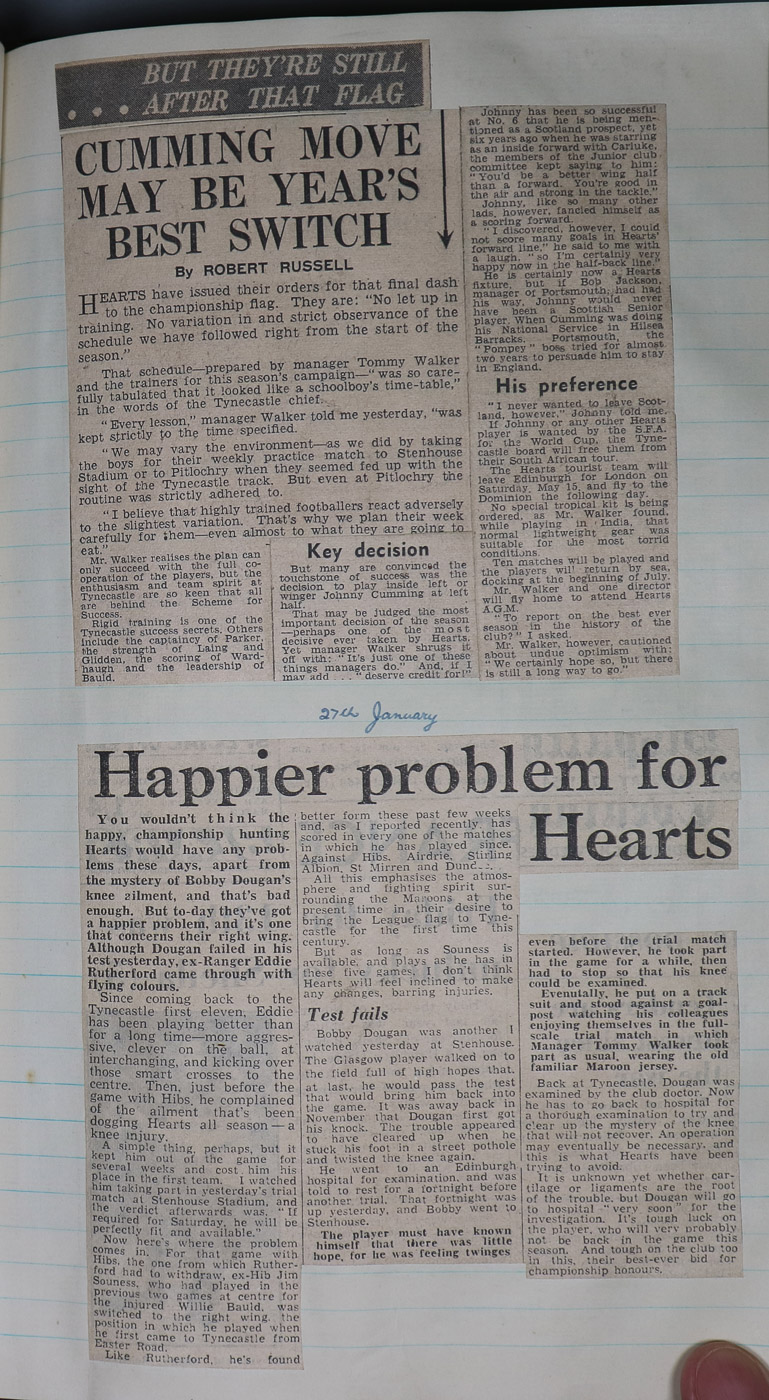 BUT THEY'RE STILL
. . . AFTER THAT FLAG
CUMMING MOVE
MAY BE YEAR'S
BEST SWITCH
By ROBERT RUSSELL
HEARTS have issued their orders for that final dash
to the championship flag. They are: "No let up in
training. No variation in and strict observance of the
schedule we have followed right from the start of the
season."
That schedule—prepared by manager Tommy Walker
and the trainers for this season's campaign—"was so care-
fully tabulated that it looked like a schoolboy's time-table,"
in the words of the Tynecastle chief.
"Every lesson," manager Walker told me yesterday, "was
kept strictly to the time specified.
"We may vary the environment—as we did by taking
the boys for their weekly practice match to Stenhouse
Stadium or to Pitlochry when they seemed fed up with the
sight of the Tynecastle track. But even at Pitlochry the
routine was strictly adhered to.
"I believe that highly trained footballers react adversely
to the slightest variation. That's why we plan their week
carefully for them—even almost to what they are going to
eat."
Mr. Walker realises the plan can
only succeed with the full co-
operation of the players, but the
enthusiasm and team spirit at
Tynecastle are so keen that all
are behind the Scheme for
Success.
Rigid training is one of the
Tynecastle success secrets. Others
include the captaincy of Parker,
the strength of Laing and
Glidden, the scoring of Ward-
haugh and the leadership of
Bauld.
Key decision
But many are convinced the
touchstone of success was the
decision to play inside left or
winger Johnny Cumming at left
half.
That may be judged the most
important decision of the season
—perhaps one of the most
decisive ever taken by Hearts.
Yet manager Walker shrugs it
off with: "It's just one of these
things managers do." And, if I
may add . . . "deserve credit for!"
Johnny has been so successful
at No. 6 that he is being men-
tioned as a Scotland prospect, yet
six years ago when he was starring
as an inside forward with Carluke,
the members of the Junior club
committee kept saying to him:
"You'd be a better wing half
than a forward. You're good in
the air and strong in the tackle."
Johnny, like so many other
lads, however, fancied himself as
a scoring forward.
"I discovered, however, I could
not score many goals in Hearts'
forward line," he said to me with
a laugh, "so I'm certainly very
happy now in the half-back line."
He is certainly now a Hearts
fixture, but if Bob Jackson,
manager of Portsmouth, had had
his way, Johnny would never
have been a Scottish Senior
player. When Cumming was doing
his National Service in Hilsea
Barracks, Portsmouth, the
"Pompey" boss tried for almost
two years to persuade him to stay
in England.
His preference
"I never wanted to leave Scot-
land, however," Johnny told me.
If Johnny or any other Hearts
player is wanted by the S.F.A.
for the World Cup, the Tyne-
castle board will free them from
their South African tour.
The Hearts tourist team will
leave Edinburgh for London on
Saturday, May 15, and fly to the
Dominion the following day.
No special tropical kit is being
ordered, as Mr. Walker found,
while playing in India, that
normal lightweight gear was
suitable for the most torrid
conditions.
Ten matches will be played and
the players will return by sea,
docking at the beginning of July.
Mr. Walker and one director
will fly home to attend Hearts
A.G.M.
"To report on the best ever
season in the history of the
club?" I asked.
Mr. Walker, however, cautioned
about undue optimism with:
"We certainly hope so, but there
is still a long way to go."
27th January
Happier problem for
Hearts
You wouldn't think the
happy, championship hunting
Hearts would have any prob-
lems these days, apart from
the mystery of Bobby Dougan's
knee ailment, and that's bad
enough. But to-day they've got
a happier problem, and it's one
that concerns their right wing.
Although Dougan failed in his
test yesterday, ex-Ranger Eddie
Rutherford came through with
flying colours.
Since coming back to the
Tynecastle first eleven, Eddie
has been playing better than
for a long time—more aggres-
sive, clever on the ball, at
interchanging, and kicking over
those smart crosses to the
centre. Then, just before the
game with Hibs, he complained
of the ailment that's been
dogging Hearts all season—a
knee injury.
A simple thing, perhaps, but it
kept him out of the game for
several weeks and cost him his
place in the first team. I watched
him taking part in yesterday's trial
match at Stenhouse Stadium, and
the verdict afterwards was, "If
required for Saturday, he will be
perfectly fit and available."
Now here's where the problem
comes in. For that game with
Hibs, the one from which Ruther-
ford had to withdraw, ex-Hib Jim
Souness, who had played in the
previous two games at centre for
the injured Willie Bauld, was
switched to the right wing, the
position in which he played when
he first came to Tynecastle from
Easter Road.
Like Rutherford, he's found
better form these past few weeks
and, as I reported recently, has
scored in every one of the matches
in which he has played since.
Against Hibs, Airdrie, Stirling
Albion, St Mirren and
All this emphasises the atmos-
phere and fighting spirit sur-
rounding the Maroons at the
present time in their desire to
bring the League flag to Tyne-
castle for the first time this
century.
But as long as Souness is
available, and plays as he has in
these five games, I don't think
Hearts will feel inclined to make
any changes, barring injuries.
Test fails
Bobby Dougan was another I
watched yesterday at Stenhouse.
The Glasgow player walked on to
the field full of high hopes that,
at last, he would pass the test
that would bring him back into
the game. It was away back in
November that Dougan first got
his knock. The trouble appeared
to have cleared up when he
stuck his foot in a street pothole
and twisted the knee again.
He went to an Edinburgh
hospital for examination, and was
told to rest for a fortnight before
another trial. That fortnight was
up yesterday, and Bobby went to
Stenhouse.
The player must have known
himself that there was little
hope, for he was feeling twinges
even before the trial match
started. However, he took part
in the game for a while, then
had to stop so that his knee
could be examined.
Evenutally, he put on a track
suit and stood against a goal-
post watching his colleagues
enjoying themselves in the full-
scale trial match in which
Manager Tommy Walker took
part as usual, wearing the old
familiar Maroon jersey.
Back at Tynecastle, Dougan was
examined by the club doctor. Now
he has to go back to hospital for
a thorough examination to try and
clear up the mystery of the knee
that will not recover. An operation
may eventually be necessary, and
this is what Hearts have been
trying to avoid.
It is unknown yet whether car-
tilage or ligaments are the root
of the trouble, but Dougan will go
to hospital "very soon" for the
investigation. It's tough luck on
the player, who will very probably
not be back in the game this
season. And tough on the club too
in this, their best-ever bid for
championship honours.